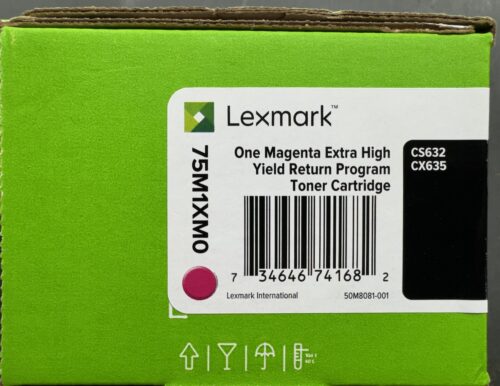 Lexmark™
75M1XM0
One Magenta Extra High
Yield Return Program
Toner Cartridge
CS632
CX635
7 34646 74168 2
Lexmark International
50M8081-001